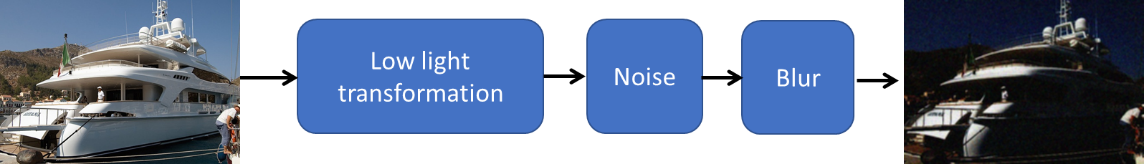 Low light
transformation
Noise
Blur